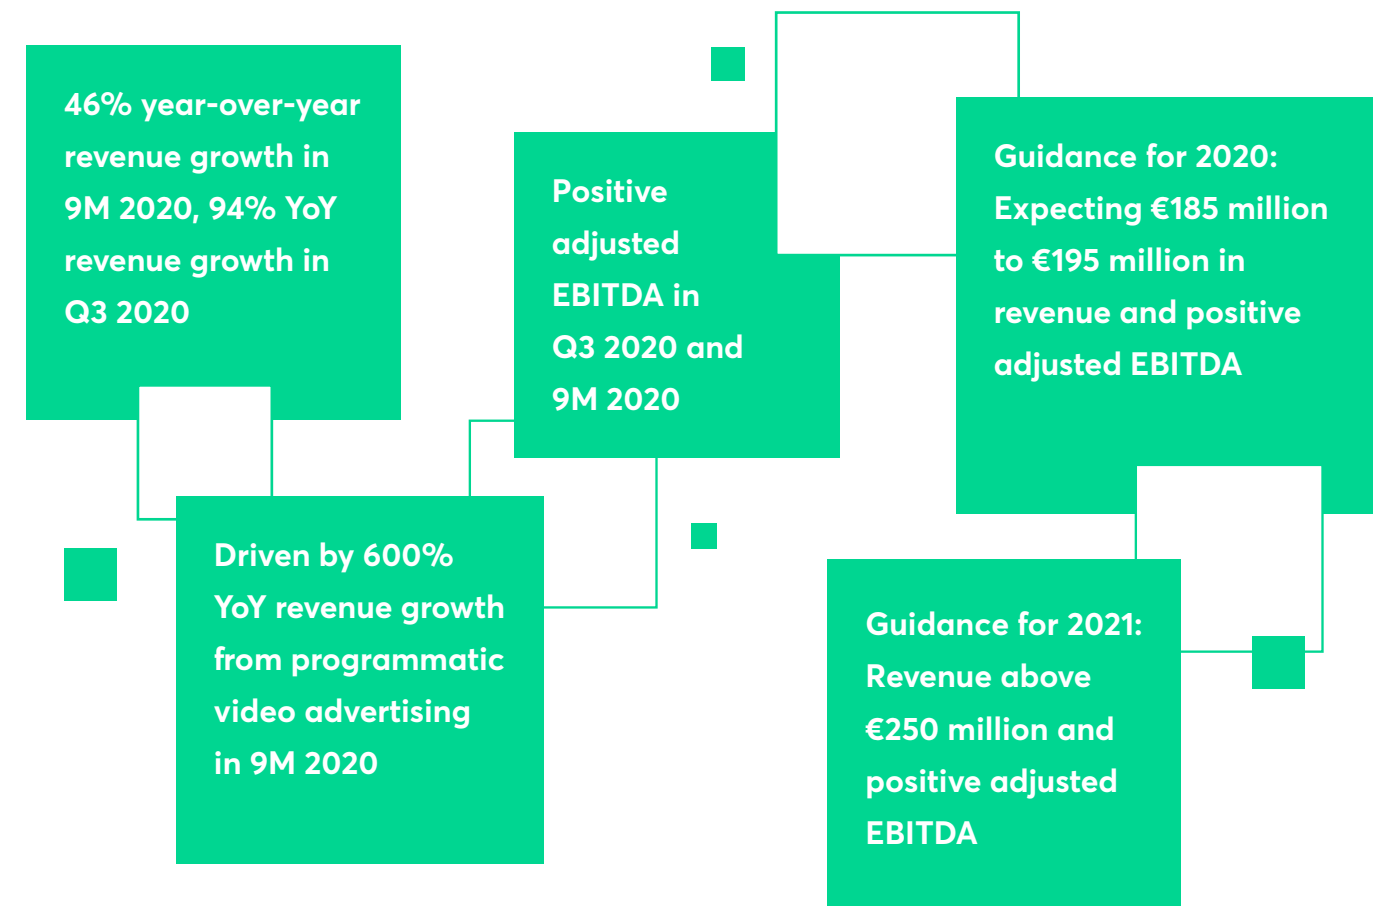 46% year-over-year
revenue growth in
9M 2020, 94% YoY
revenue growth in
Q3 2020
Driven by 600%
YoY revenue growth
from programmatic
video advertising
in 9M 2020
Positive
adjusted
EBITDA in
Q3 2020 and
9M 2020
Guidance for 2020:
Expecting €185 million
to €195 million in
revenue and positive
adjusted EBITDA
Guidance for 2021:
Revenue above
€250 million and
positive adjusted
EBITDA